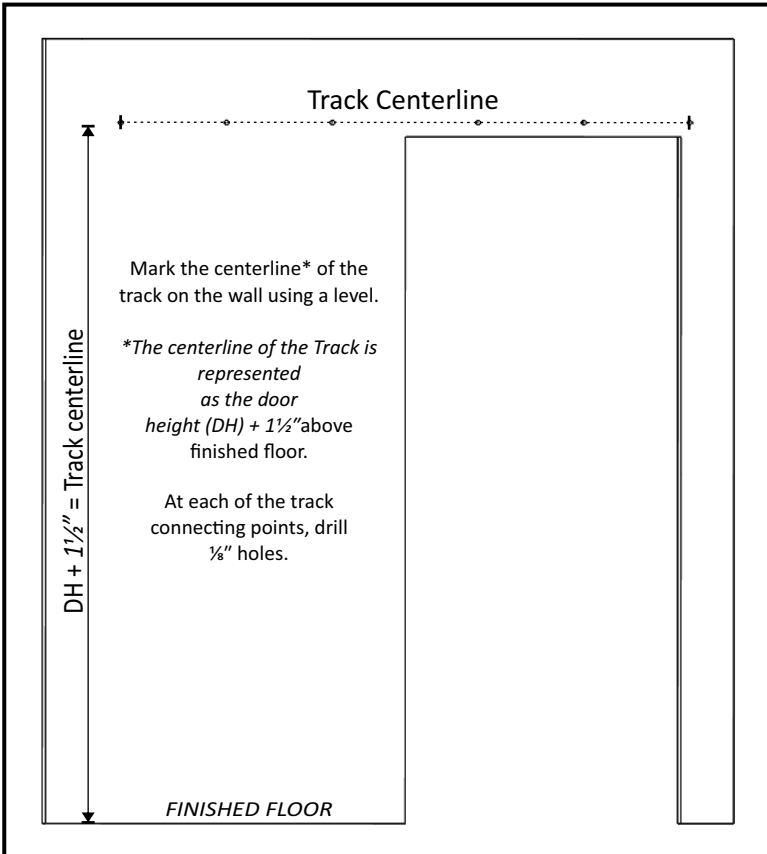 Track Centerline
DH + 1½” = Track centerline
Mark the centerline* of the
track on the wall using a level.
*The centerline of the Track is
represented
as the door
height (DH) + 1½”above
finished floor.
At each of the track
connecting points, drill
⅛” holes.
FINISHED FLOOR